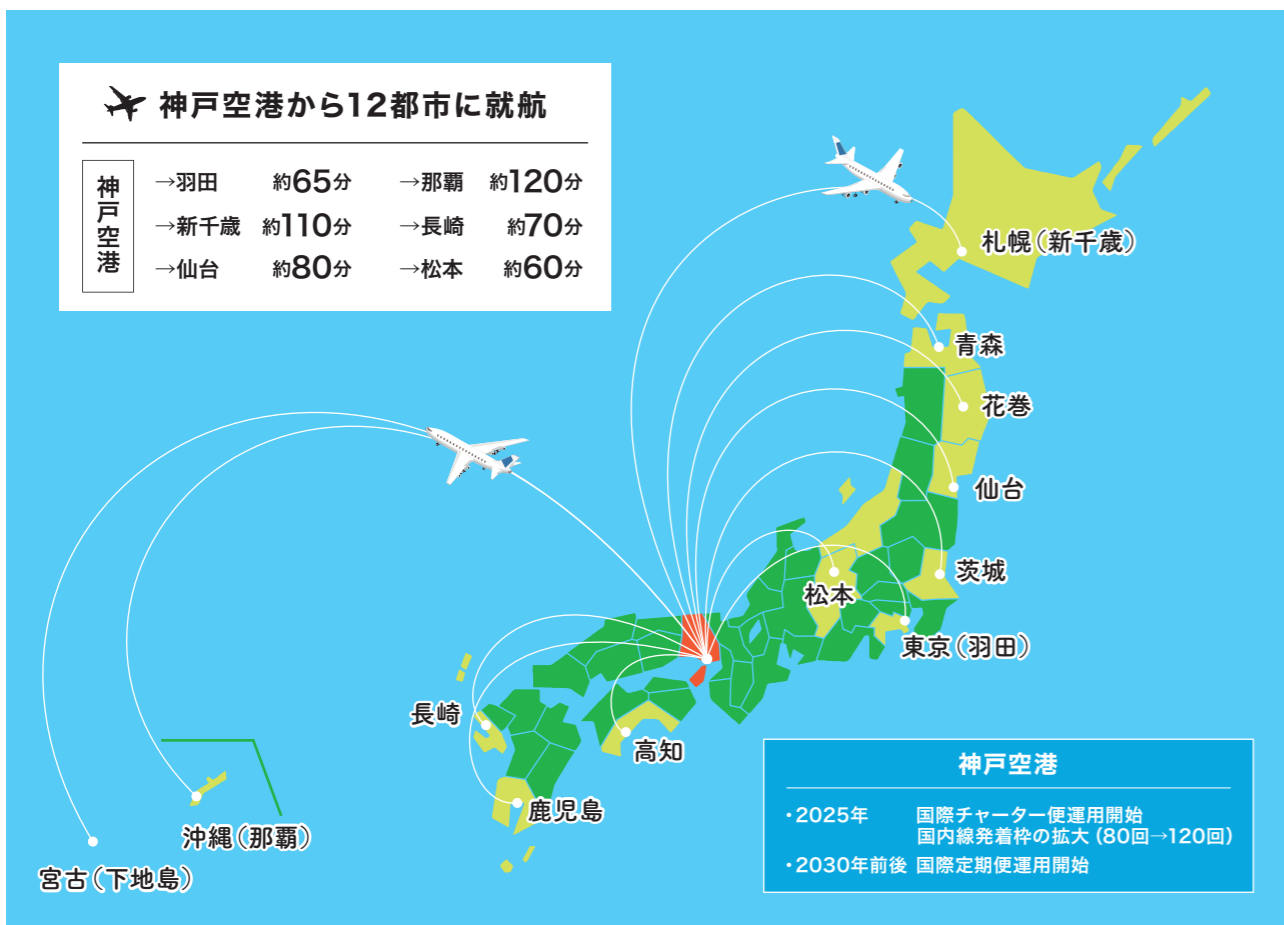 神戸空港から12都市に就航
神戸空港
→羽田 約65分 →那覇 約120分
→新千歳 約110分 →長崎 約70分
→仙台 約80分 →松本 約60分
札幌（新千歳）
青森
花巻
仙台
茨城
松本
東京（羽田）
長崎
高知
鹿児島
沖縄（那覇）
宮古（下地島）
神戸空港
・2025年 国際チャーター便運用開始
国内線発着枠の拡大（80回→120回）
・2030年前後 国際定期便運用開始